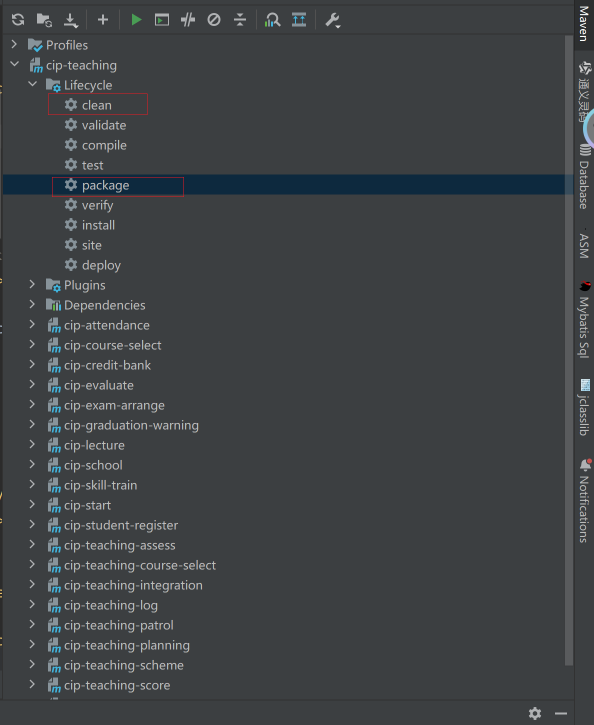 Profiles
cip-teaching
Lifecycle
clean
validate
compile
test
package
verify
install
site
deploy
Plugins
Dependencies
cip-attendance
cip-course-select
cip-credit-bank
cip-evaluate
cip-exam-arrange
cip-graduation-warning
cip-lecture
cip-school
cip-skill-train
cip-start
cip-student-register
cip-teaching-assess
cip-teaching-course-select
cip-teaching-integration
cip-teaching-log
cip-teaching-patrol
cip-teaching-planning
cip-teaching-scheme
cip-teaching-score
Maven
通义灵码
Database
ASM
Mybatis Sql
jclasslib
Notifications